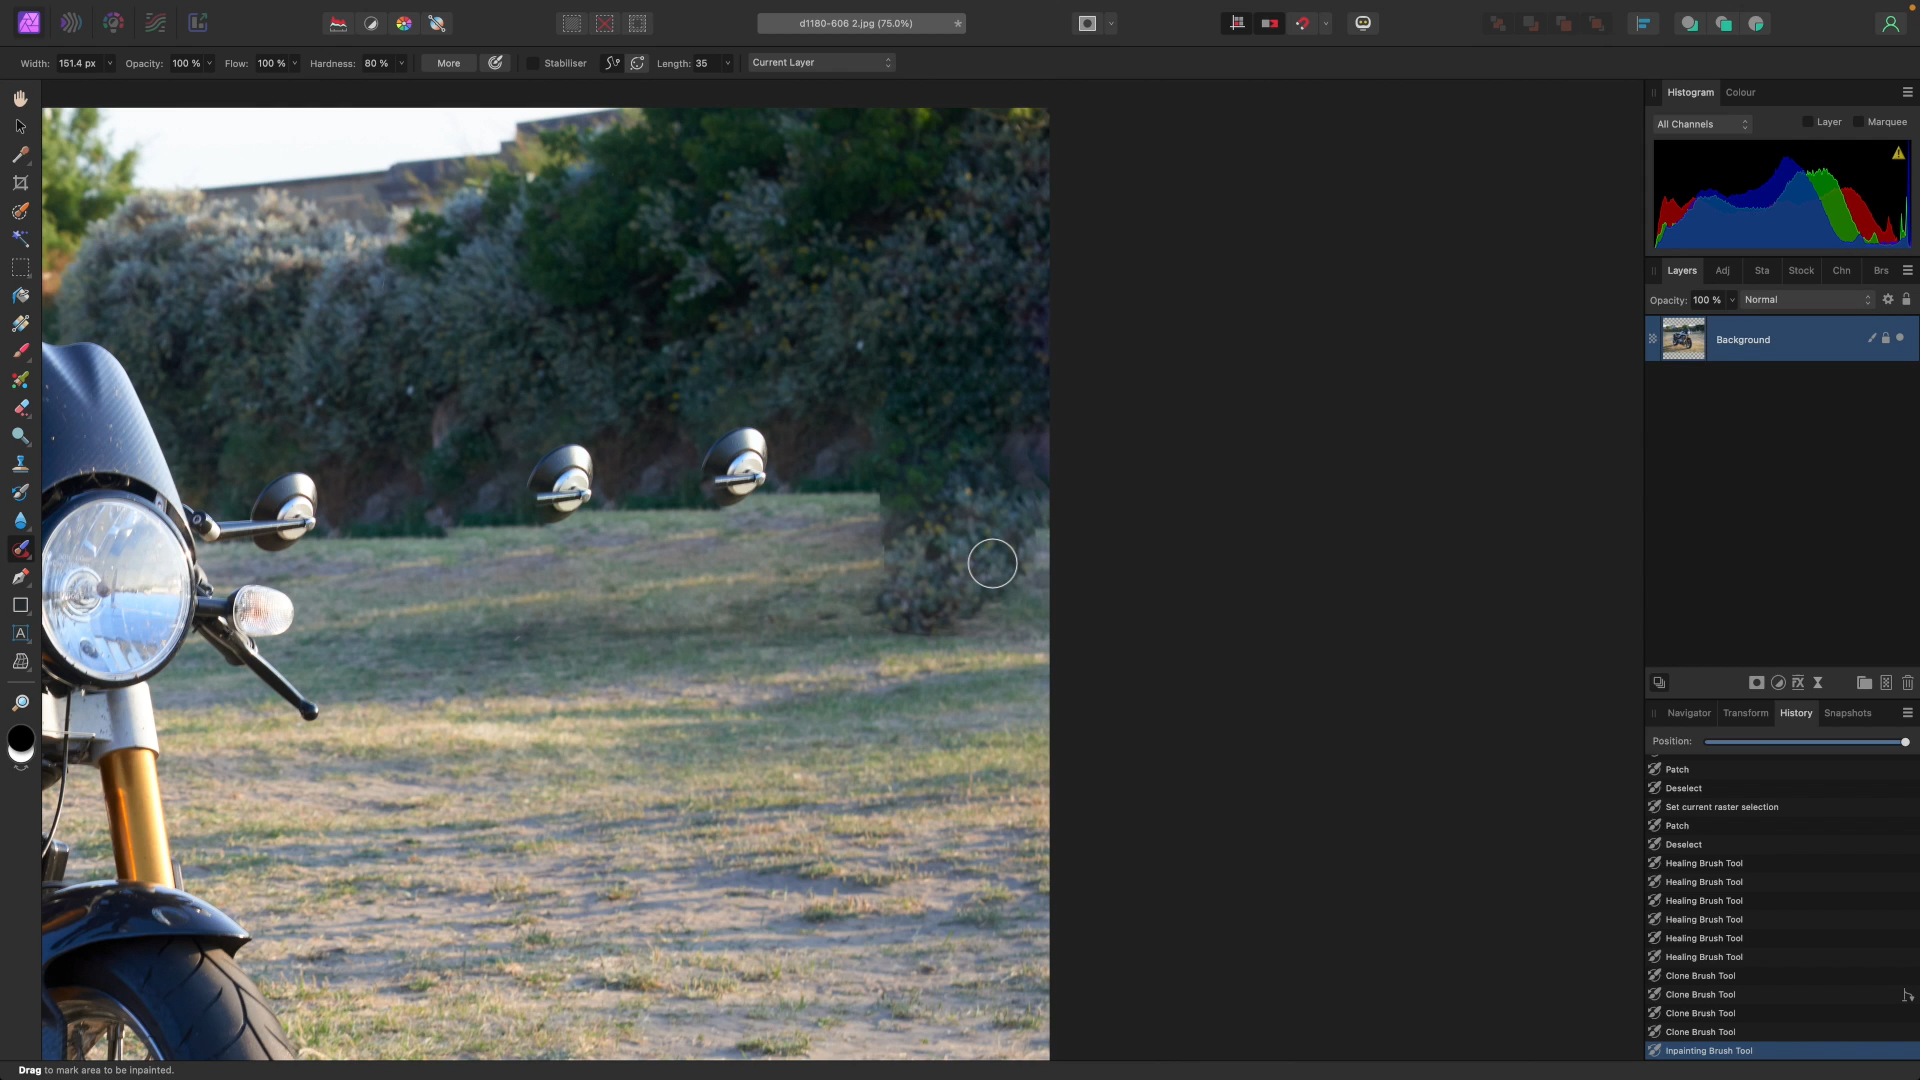 d1180-606 2.jpg (75.0%)
Width: 151.4 px Opacity: 100 % Flow: 100 % Hardness: 80 % More Stabiliser Length: 35 Current Layer
Histogram Colour
All Channels Layer Marquee
Layers Adj Sta Stock Chn Brs
Opacity: 100 % Normal
Background
Navigator Transform History Snapshots
Position:
Patch
Deselect
Set current raster selection
Patch
Deselect
Healing Brush Tool
Healing Brush Tool
Healing Brush Tool
Healing Brush Tool
Healing Brush Tool
Healing Brush Tool
Clone Brush Tool
Clone Brush Tool
Clone Brush Tool
Clone Brush Tool
Inpainting Brush Tool
Drag to mark area to be inpainted.